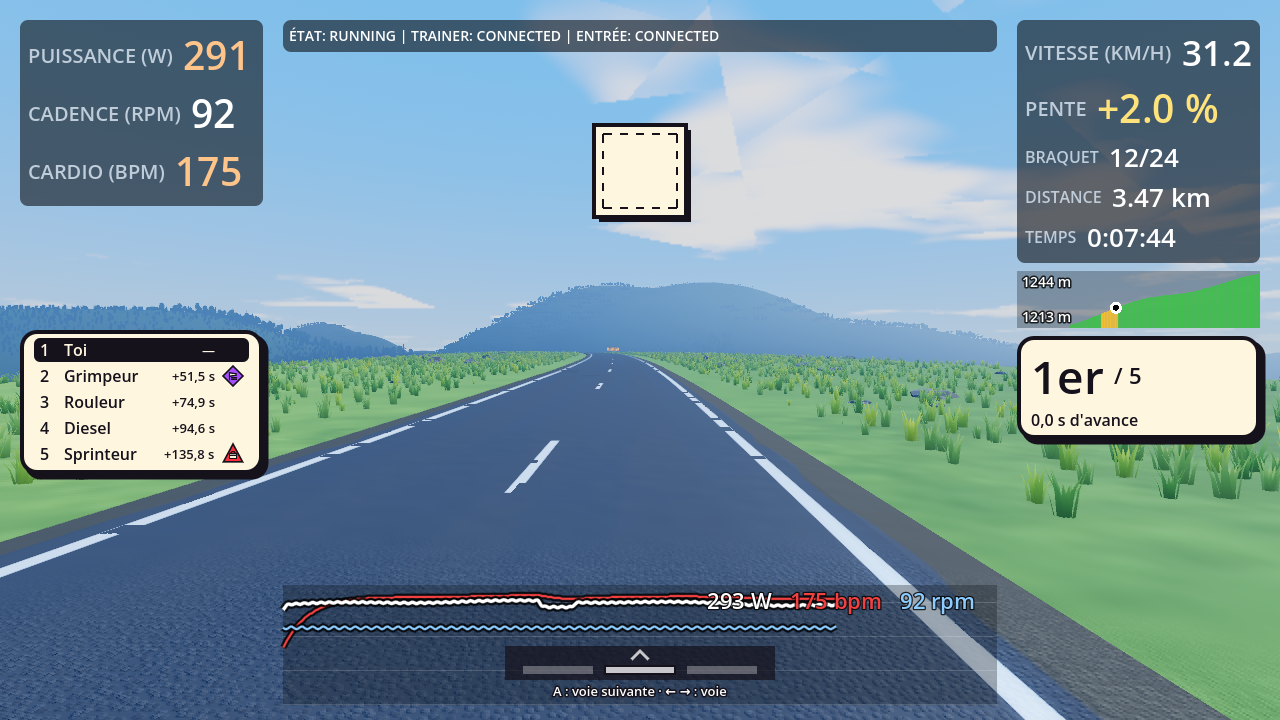 PUISSANCE (W) 291
CADENCE (RPM) 92
CARDIO (BPM) 175
ÉTAT: RUNNING | TRAINER: CONNECTED | ENTRÉE: CONNECTED
VITESSE (KM/H) 31.2
PENTE +2.0 %
BRAQUET 12/24
DISTANCE 3.47 km
TEMPS 0:07:44
1244 m
1213 m
1 Toi —
2 Grimpeur +51,5 s
3 Rouleur +74,9 s
4 Diesel +94,6 s
5 Sprinteur +135,8 s
1er / 5
0,0 s d'avance
293 W 175 bpm 92 rpm
A : voie suivante · ← → : voie